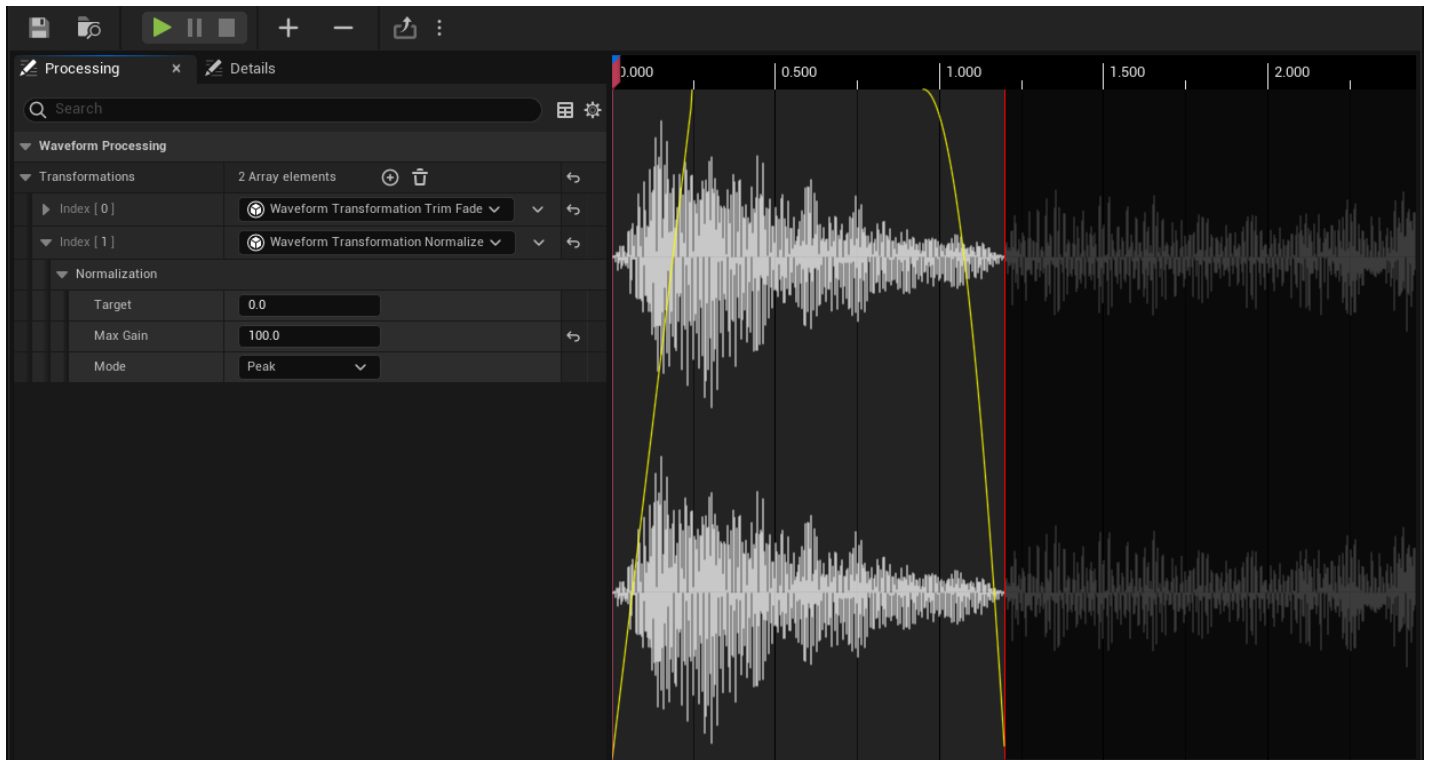 Processing × Details
Search
Waveform Processing
Transformations 2 Array elements
Index [ 0 ] Waveform Transformation Trim Fade
Index [ 1 ] Waveform Transformation Normalize
Normalization
Target 0.0
Max Gain 100.0
Mode Peak
0.000 0.500 1.000 1.500 2.000